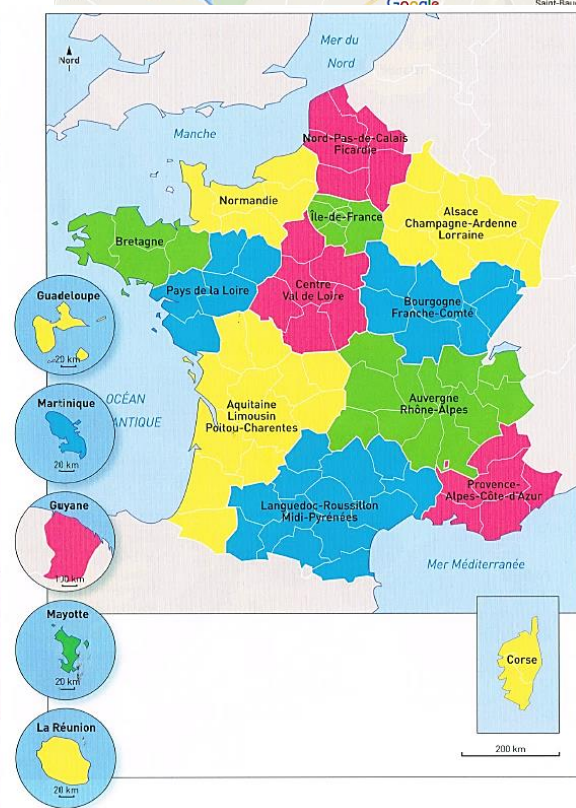 Google
Nord
Mer du
Nord
Manche
Nord-Pas-de-Calais
Picardie
Normandie
Île-de-France
Alsace
Champagne-Ardenne
Lorraine
Bretagne
Pays de la Loire
Centre
Val de Loire
Bourgogne
Franche-Comté
Guadeloupe
20 km
OCÉAN
ANTIQUE
Martinique
20 km
Aquitaine
Limousin
Poitou-Charentes
Auvergne
Rhône-Alpes
Languedoc-Roussillon
Midi-Pyrénées
Provence-
Alpes-Côte-d'Azur
Guyane
100 km
Mer Méditerranée
Mayotte
20 km
Corse
La Réunion
20 km
200 km